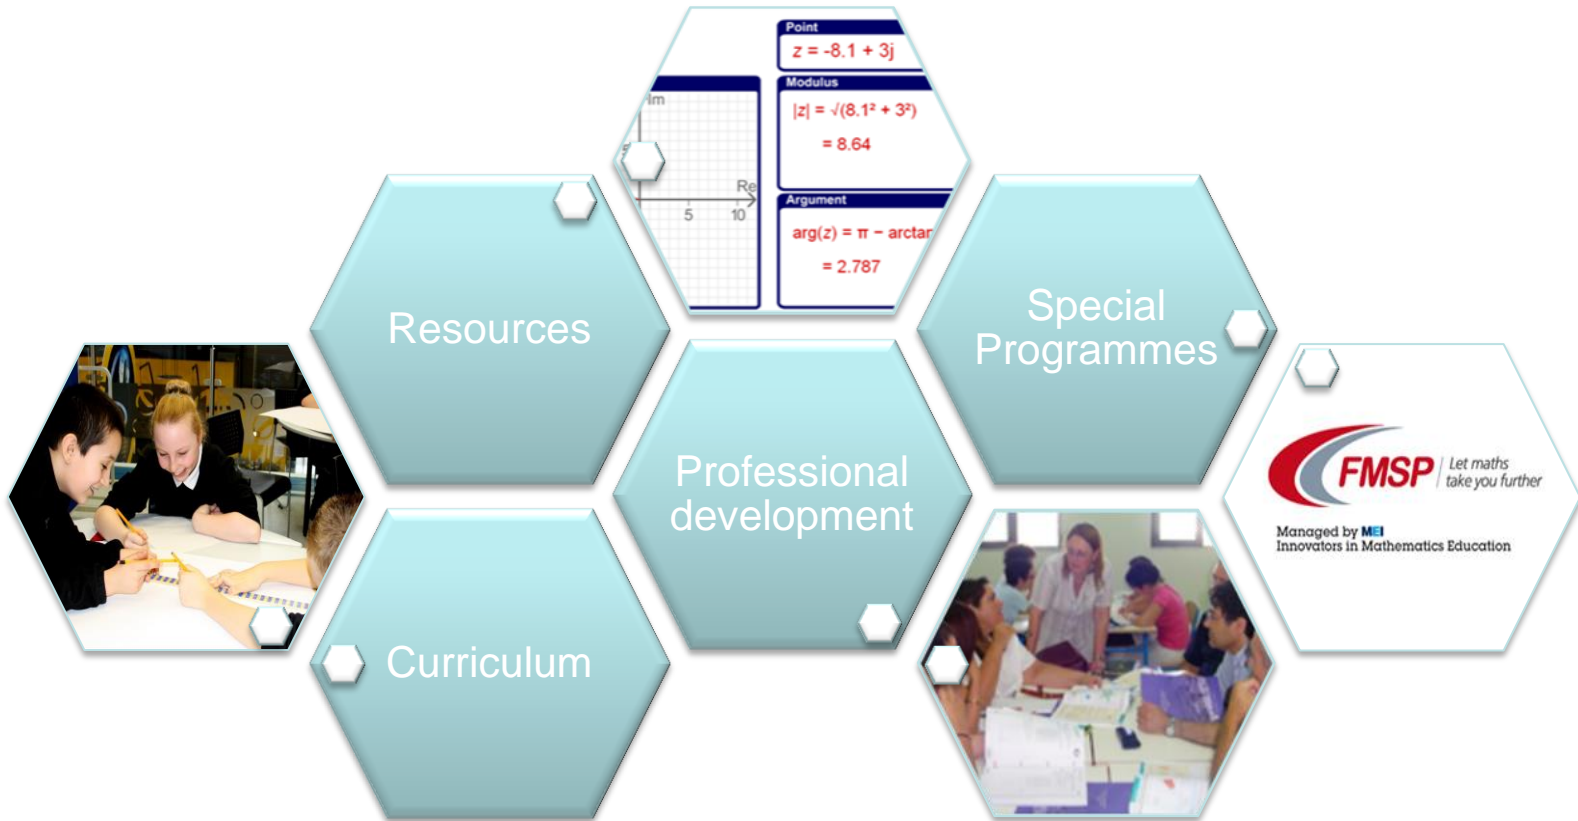 Point
z = -8.1 + 3j
Modulus
|z| = √(8.1² + 3²)
= 8.64
Argument
arg(z) = π − arctan
= 2.787
Im
Re
5
10
Resources
Special
Programmes
Professional
development
Curriculum
FMSP
Let maths
take you further
Managed by MEI
Innovators in Mathematics Education